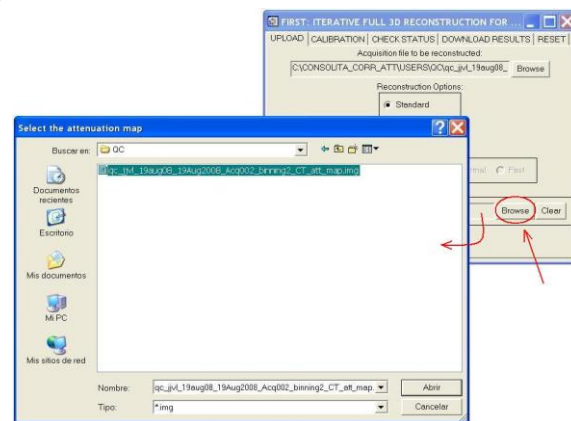 FIRST: ITERATIVE FULL 3D RECONSTRUCTION FOR ...
UPLOAD CALIBRATION CHECK STATUS DOWNLOAD RESULTS RESET
Acquisition file to be reconstructed:
C:\CONSOLITA_CORR_ATT\USERS\QC\qc_jjvl_19aug08_ Browse
Reconstruction Options:
Standard
Fast
Browse Clear
Select the attenuation map
Buscar en: QC
qc_jjvl_19aug08_19Aug2008_Acq002_binning2_CT_att_map.img
Documentos
recientes
Escritorio
Mis documentos
Mi PC
Mis sitios de red
Nombre: qc_jjvl_19aug08_19Aug2008_Acq002_binning2_CT_att_map. Abrir
Tipo: *.img Cancelar